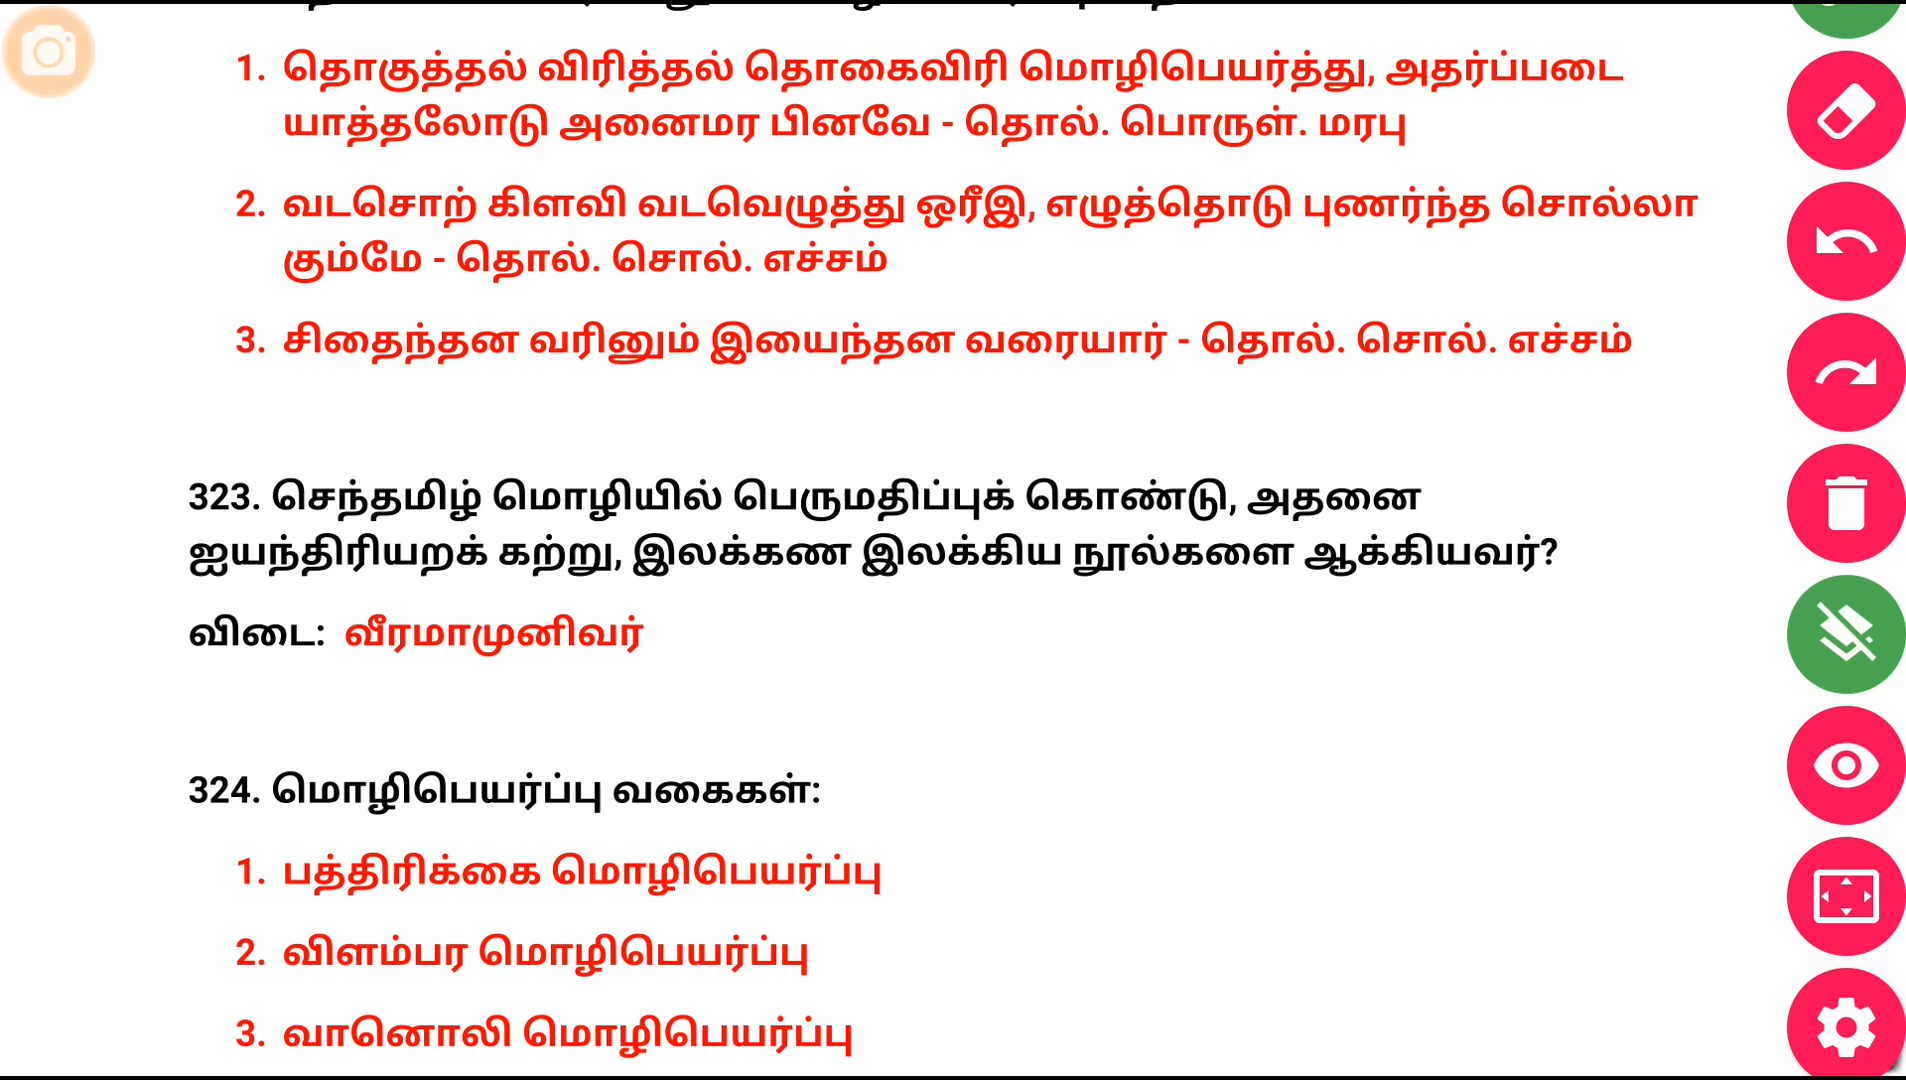 1. தொகுத்தல் விரித்தல் தொகைவிரி மொழிபெயர்த்து, அதர்ப்படை
யாத்தலோடு அனைமர பினவே - தொல். பொருள். மரபு
2. வடசொற் கிளவி வடவெழுத்து ஒரீஇ, எழுத்தொடு புணர்ந்த சொல்லா
கும்மே - தொல். சொல். எச்சம்
3. சிதைந்தன வரினும் இயைந்தன வரையார் - தொல். சொல். எச்சம்
323. செந்தமிழ் மொழியில் பெருமதிப்புக் கொண்டு, அதனை
ஐயந்திரியறக் கற்று, இலக்கண இலக்கிய நூல்களை ஆக்கியவர்?
விடை: வீரமாமுனிவர்
324. மொழிபெயர்ப்பு வகைகள்:
1. பத்திரிக்கை மொழிபெயர்ப்பு
2. விளம்பர மொழிபெயர்ப்பு
3. வானொலி மொழிபெயர்ப்பு